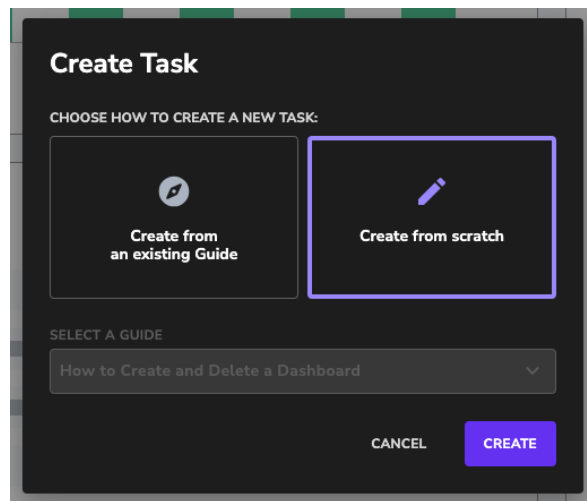 Create Task
CHOOSE HOW TO CREATE A NEW TASK:
Create from
an existing Guide
Create from scratch
SELECT A GUIDE
How to Create and Delete a Dashboard
CANCEL
CREATE